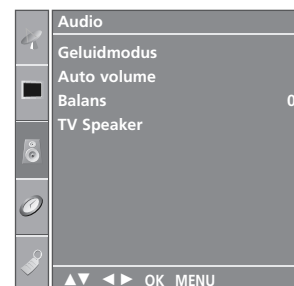 Audio
Geluidmodus
Auto volume
Balans 0
TV Speaker
▲▼ ◄► OK MENU